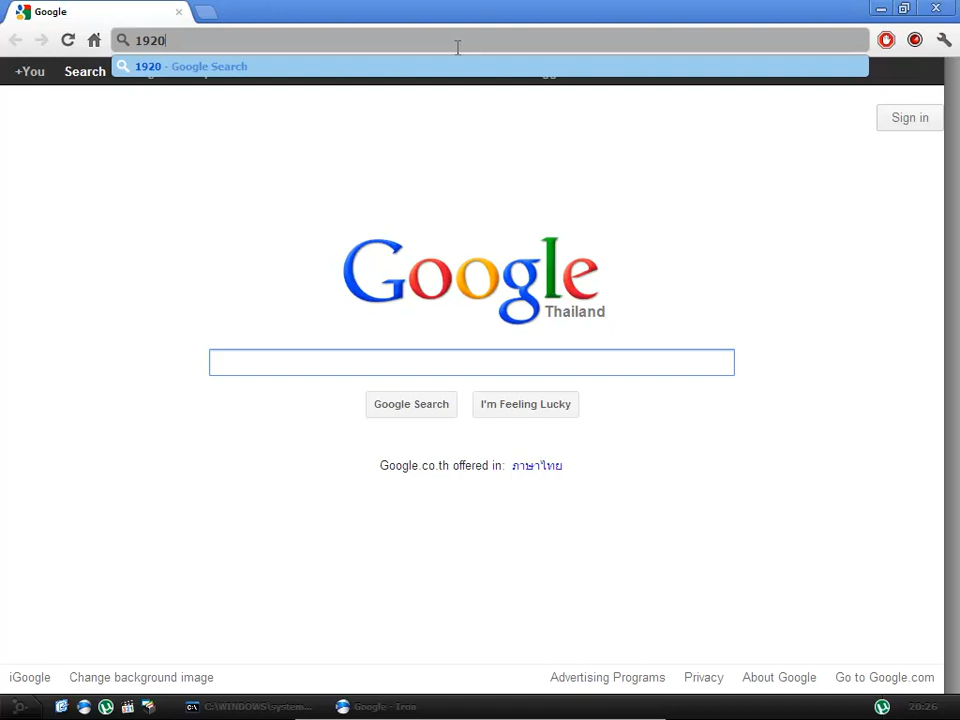 Google
1920
1920 - Google Search
+You Search
Sign in
Google
Thailand
Google Search I'm Feeling Lucky
Google.co.th offered in: ภาษาไทย
iGoogle Change background image Advertising Programs Privacy About Google Go to Google.com
C:\WINDOWS\system... Google - Iron 20:26